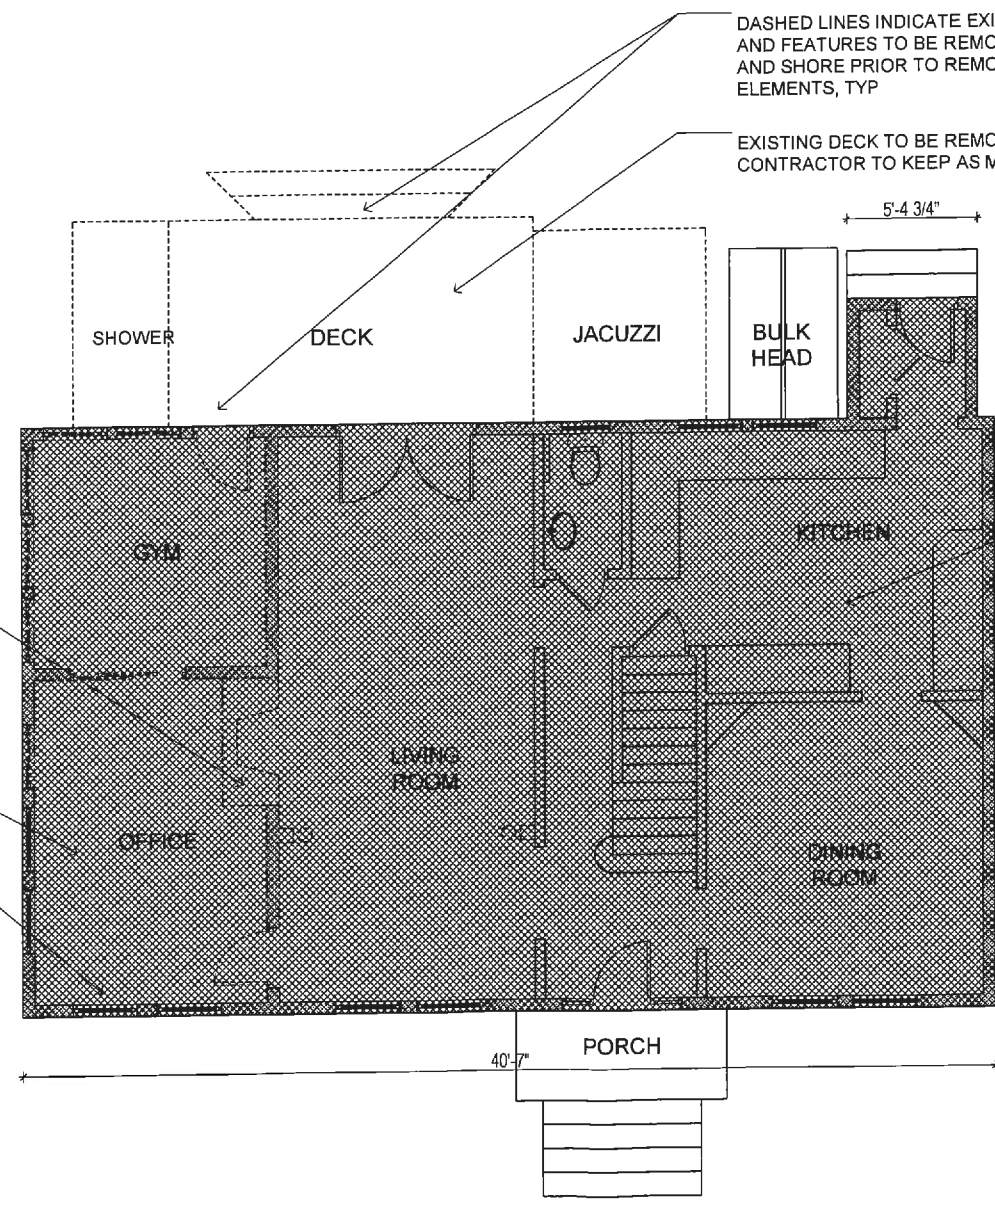 DASHED LINES INDICATE EXI
AND FEATURES TO BE REMO
AND SHORE PRIOR TO REMO
ELEMENTS, TYP
EXISTING DECK TO BE REMO
CONTRACTOR TO KEEP AS M
5'-4 3/4"
SHOWER
DECK
JACUZZI
BULK
HEAD
GYM
KITCHEN
LIVING
ROOM
OFFICE
DINING
ROOM
PORCH
40'-7"